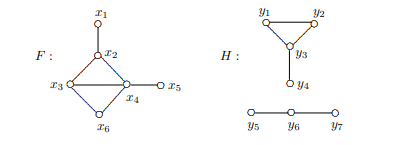 x₁
y₁ y₂
F : x₂ H : y₃
x₃ x₄ x₅ y₄
x₆ y₅ y₆ y₇